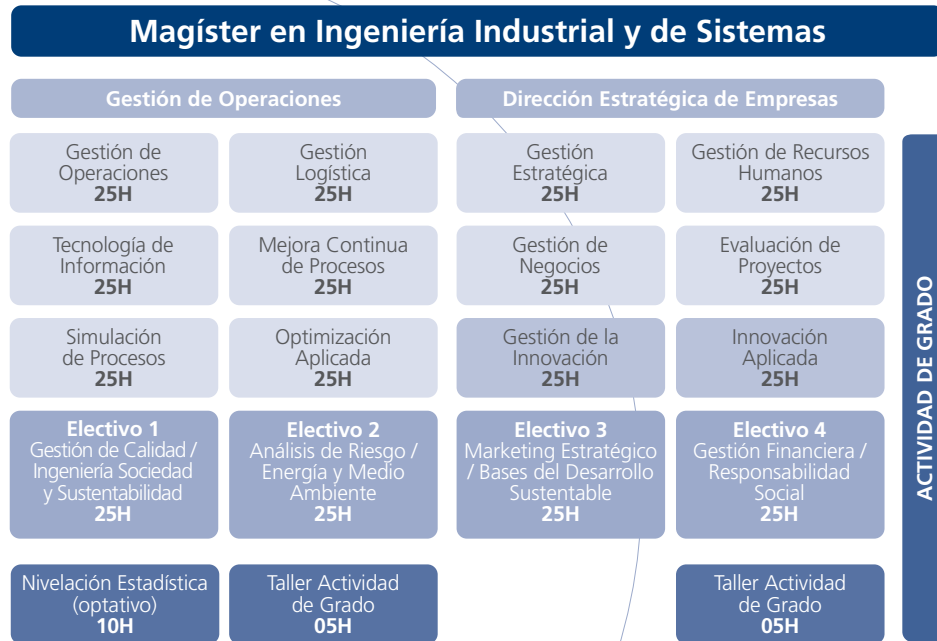 Magíster en Ingeniería Industrial y de Sistemas
Gestión de Operaciones
Dirección Estratégica de Empresas
Gestión de
Operaciones
25H
Gestión
Logística
25H
Gestión
Estratégica
25H
Gestión de Recursos
Humanos
25H
Tecnología de
Información
25H
Mejora Continua
de Procesos
25H
Gestión de
Negocios
25H
Evaluación de
Proyectos
25H
Simulación
de Procesos
25H
Optimización
Aplicada
25H
Gestión de la
Innovación
25H
Innovación
Aplicada
25H
Electivo 1
Gestión de Calidad /
Ingeniería Sociedad
y Sustentabilidad
25H
Electivo 2
Análisis de Riesgo /
Energía y Medio
Ambiente
25H
Electivo 3
Marketing Estratégico
/ Bases del Desarrollo
Sustentable
25H
Electivo 4
Gestión Financiera /
Responsabilidad
Social
25H
Nivelación Estadística
(optativo)
10H
Taller Actividad
de Grado
05H
Taller Actividad
de Grado
05H
ACTIVIDAD DE GRADO